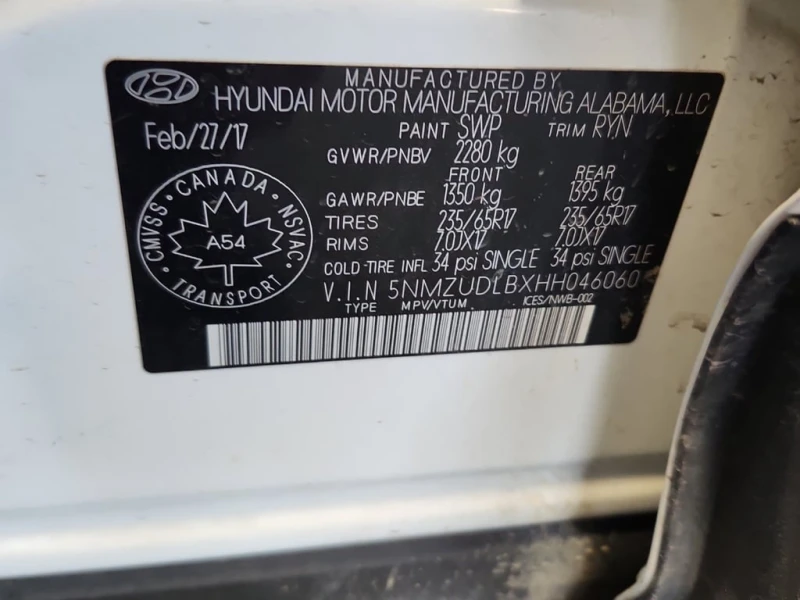 MANUFACTURED BY
HYUNDAI MOTOR MANUFACTURING ALABAMA, LLC
Feb/27/17
PAINT SWP TRIM RYN
GVWR/PNBV 2280 kg
FRONT REAR
GAWR/PNBE 1350 kg 1395 kg
TIRES 235/65R17 235/65R17
RIMS 7.0JX17 7.0JX17
COLD-TIRE INFL 34 psi SINGLE 34 psi SINGLE
V.I.N 5NMZUDLBXHH046060
TYPE MPV/VTUM ICES/NWB-002
CMVSS • CANADA • NSVAC
A54
• TRANSPORT •